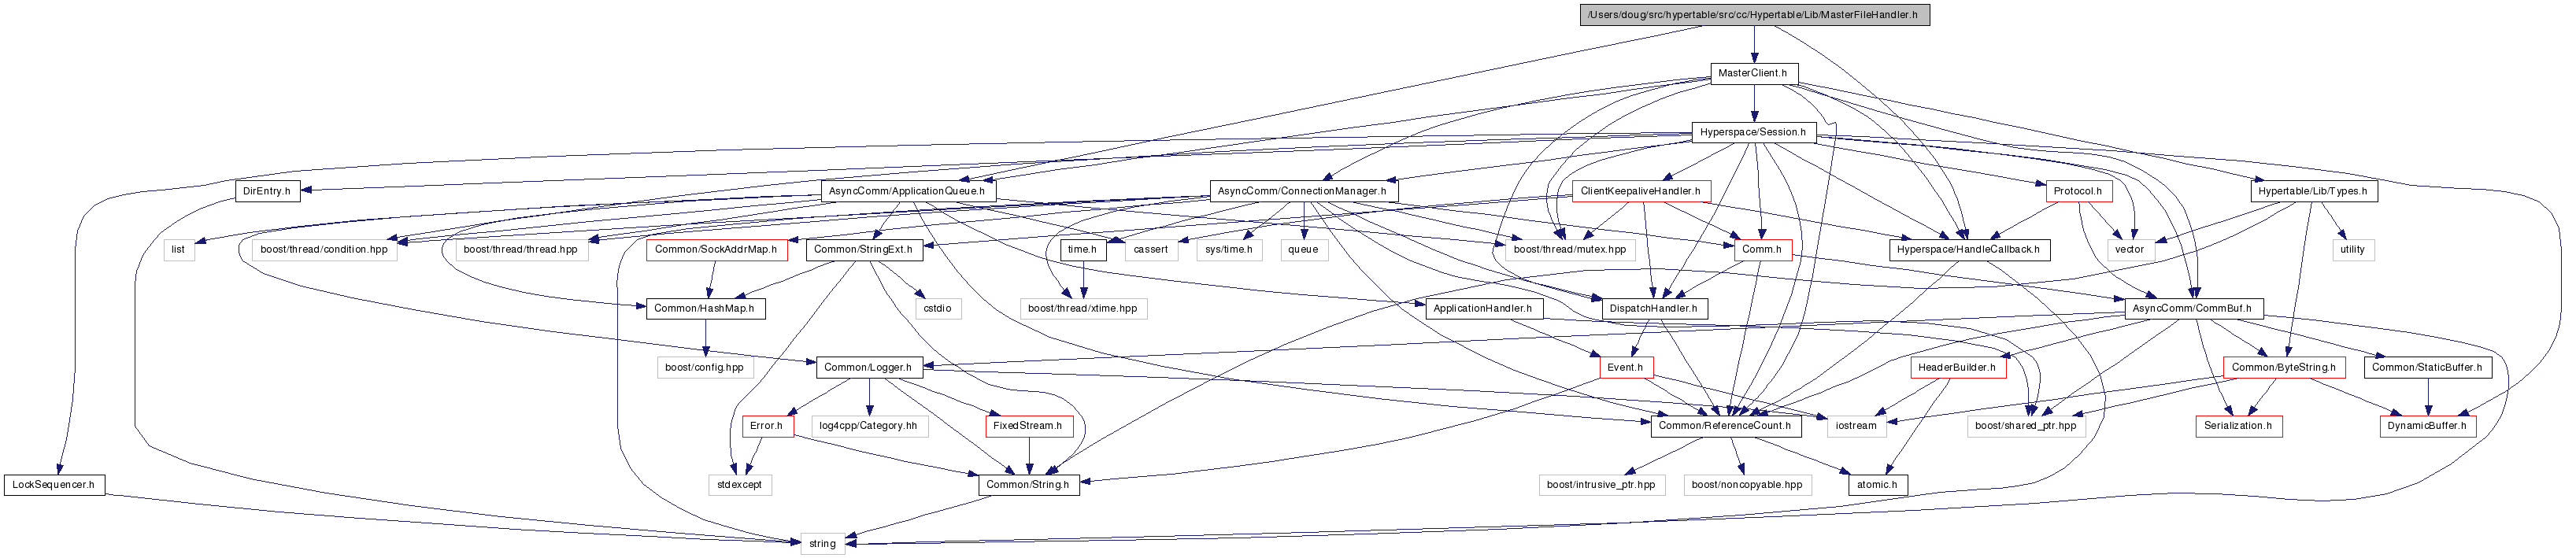 /Users/doug/src/hypertable/src/cc/Hypertable/Lib/MasterFileHandler.h
MasterClient.h
Hyperspace/Session.h
DirEntry.h
AsyncComm/ApplicationQueue.h
AsyncComm/ConnectionManager.h
ClientKeepaliveHandler.h
Protocol.h
Hypertable/Lib/Types.h
list
boost/thread/condition.hpp
boost/thread/thread.hpp
Common/SockAddrMap.h
Common/StringExt.h
time.h
cassert
sys/time.h
queue
boost/thread/mutex.hpp
Comm.h
Hyperspace/HandleCallback.h
vector
utility
Common/HashMap.h
cstdio
boost/thread/xtime.hpp
ApplicationHandler.h
DispatchHandler.h
AsyncComm/CommBuf.h
boost/config.hpp
Common/Logger.h
Event.h
HeaderBuilder.h
Common/ByteString.h
Common/StaticBuffer.h
Error.h
log4cpp/Category.hh
FixedStream.h
Common/ReferenceCount.h
iostream
boost/shared_ptr.hpp
Serialization.h
DynamicBuffer.h
LockSequencer.h
stdexcept
Common/String.h
boost/intrusive_ptr.hpp
boost/noncopyable.hpp
atomic.h
string